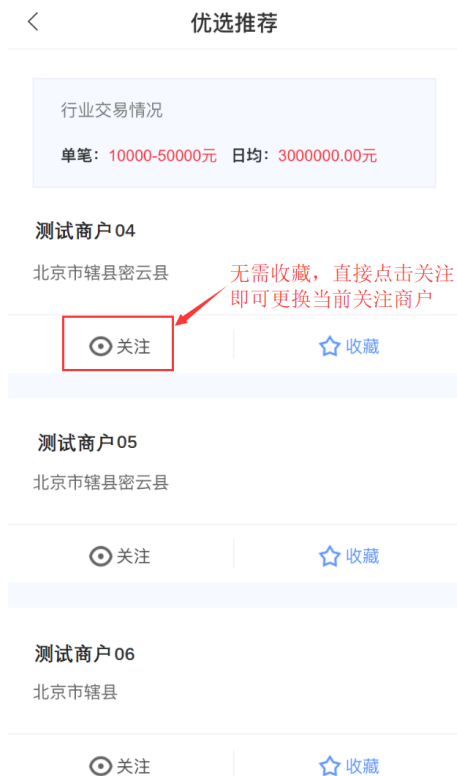 优选推荐
行业交易情况
单笔：10000-50000元 日均：3000000.00元
测试商户04
北京市辖县密云县
无需收藏，直接点击关注
即可更换当前关注商户
关注 收藏
测试商户05
北京市辖县密云县
关注 收藏
测试商户06
北京市辖县
关注 收藏